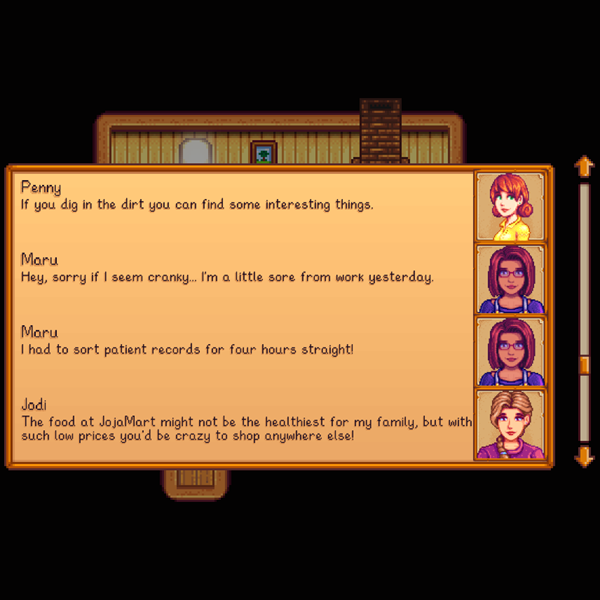 Penny
If you dig in the dirt you can find some interesting things.
Maru
Hey, sorry if I seem cranky... I'm a little sore from work yesterday.
Maru
I had to sort patient records for four hours straight!
Jodi
The food at JojaMart might not be the healthiest for my family, but with
such low prices you'd be crazy to shop anywhere else!